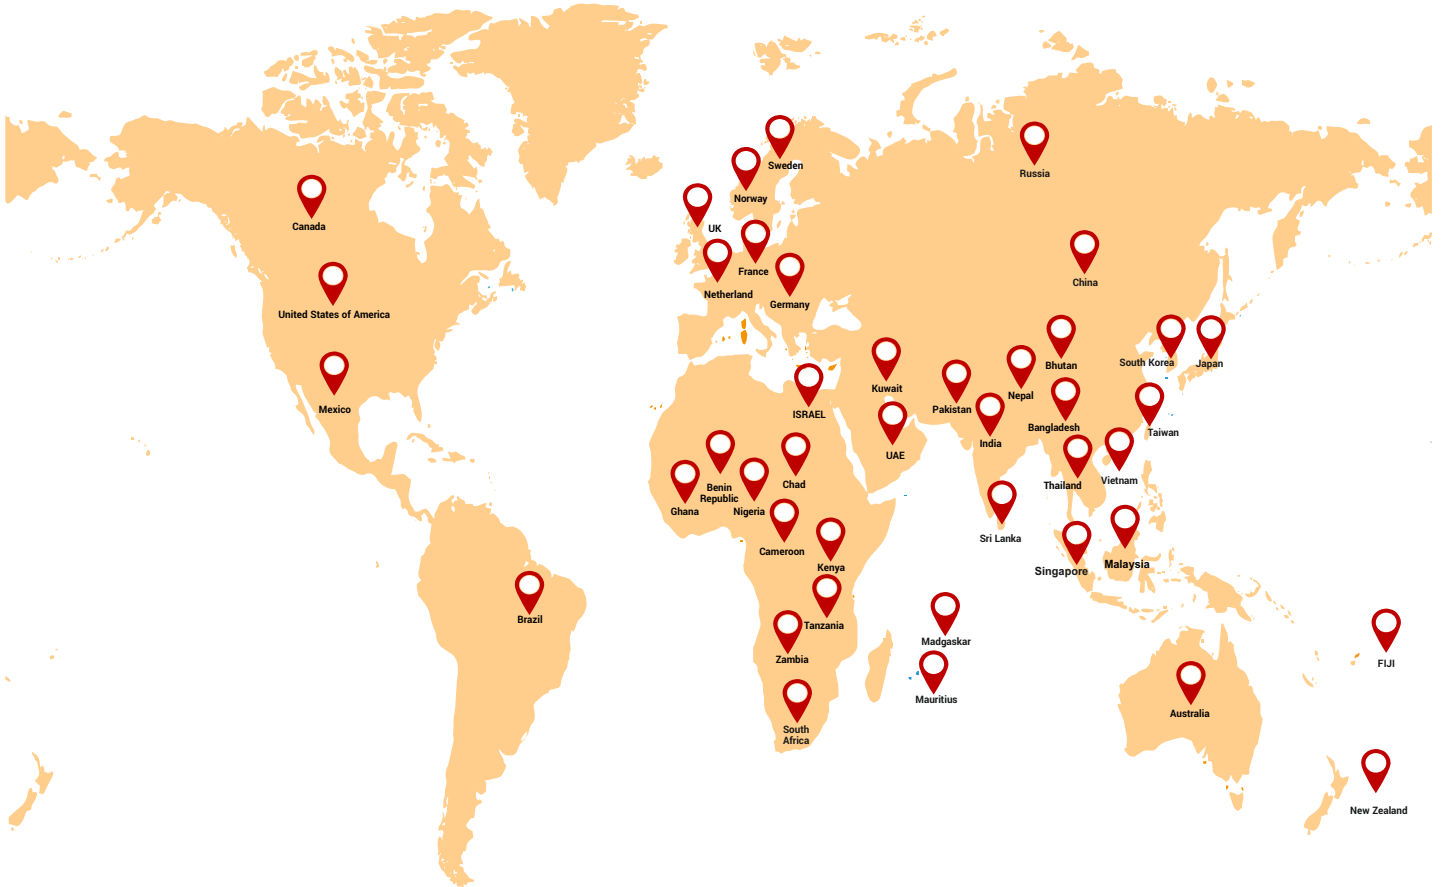 Sweden
Russia
Norway
Canada
UK
France
China
Netherland
Germany
United States of America
South Korea
Japan
Bhutan
Kuwait
Nepal
Mexico
Pakistan
ISRAEL
Bangladesh
Taiwan
India
UAE
Vietnam
Chad
Thailand
Benin
Republic
Ghana
Nigeria
Sri Lanka
Cameroon
Kenya
Singapore
Malaysia
Brazil
Tanzania
Madgaskar
Zambia
FIJI
Mauritius
Australia
South
Africa
New Zealand